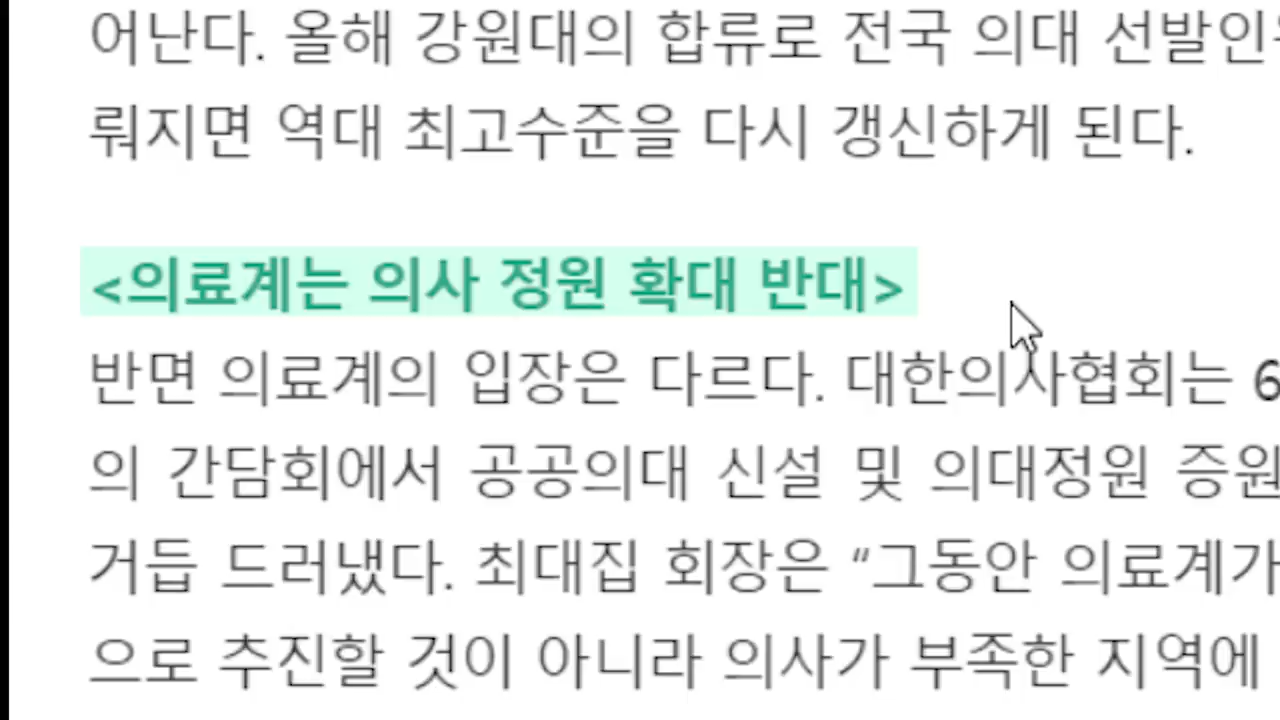 어난다. 올해 강원대의 합류로 전국 의대 선발인
뤄지면 역대 최고수준을 다시 갱신하게 된다.
<의료계는 의사 정원 확대 반대>
반면 의료계의 입장은 다르다. 대한의사협회는 6
의 간담회에서 공공의대 신설 및 의대정원 증원
거듭 드러냈다. 최대집 회장은 “그동안 의료계가
으로 추진할 것이 아니라 의사가 부족한 지역에